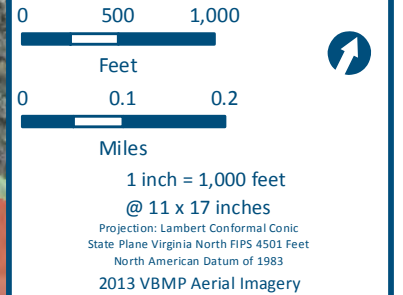 0 500 1,000
Feet
0 0.1 0.2
Miles
1 inch = 1,000 feet
@ 11 x 17 inches
Projection: Lambert Conformal Conic
State Plane Virginia North FIPS 4501 Feet
North American Datum of 1983
2013 VBMP Aerial Imagery